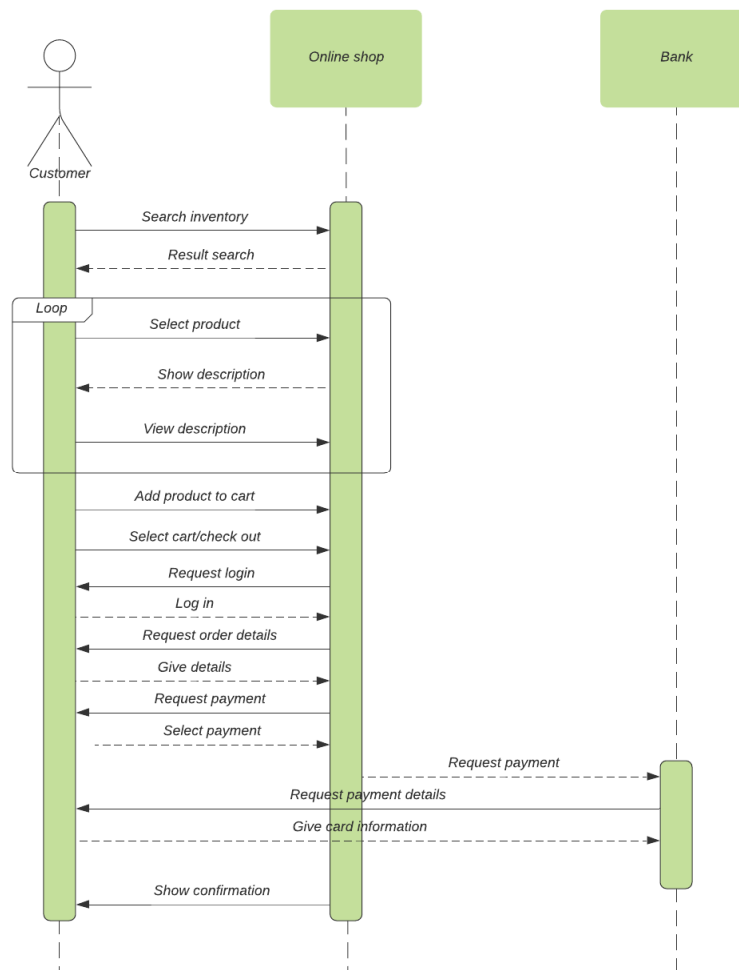 Online shop
Bank
Customer
Search inventory
Result search
Loop
Select product
Show description
View description
Add product to cart
Select cart/check out
Request login
Log in
Request order details
Give details
Request payment
Select payment
Request payment
Request payment details
Give card information
Show confirmation